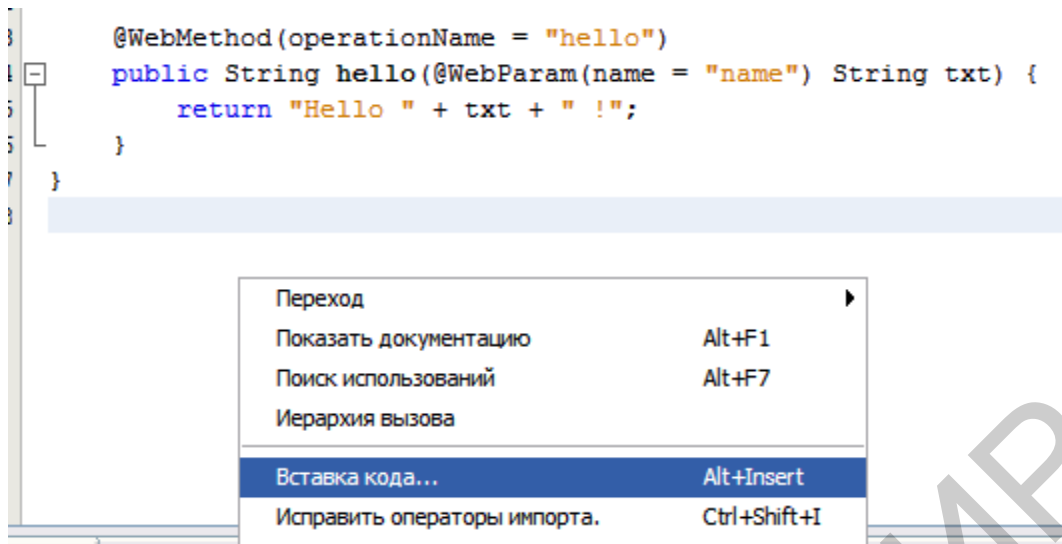 @WebMethod(operationName = "hello")
public String hello(@WebParam(name = "name") String txt) {
return "Hello " + txt + " !";
}
}
Переход
Показать документацию Alt+F1
Поиск использований Alt+F7
Иерархия вызова
Вставка кода... Alt+Insert
Исправить операторы импорта. Ctrl+Shift+I